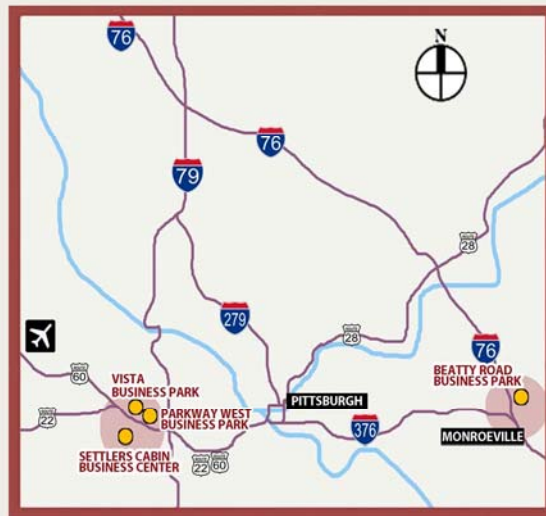 76
N
76
79
28
279
28
76
60
BEATTY ROAD
BUSINESS PARK
VISTA
BUSINESS PARK
PITTSBURGH
PARKWAY WEST
BUSINESS PARK
22
376
MONROEVILLE
SETTLERS CABIN
BUSINESS CENTER
22 60